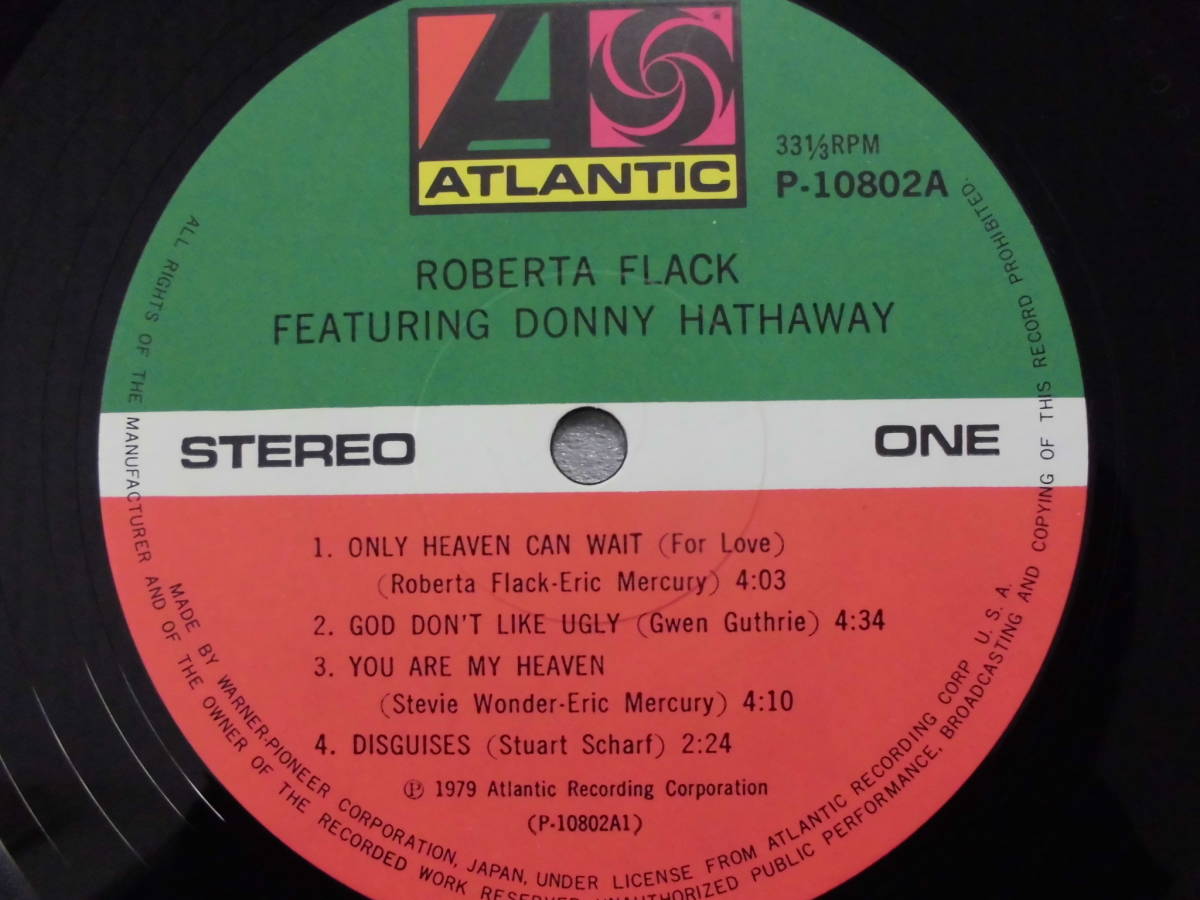 ATLANTIC
33⅓RPM
P-10802A
ROBERTA FLACK
FEATURING DONNY HATHAWAY
STEREO
ONE
1. ONLY HEAVEN CAN WAIT (For Love)
(Roberta Flack-Eric Mercury) 4:03
2. GOD DON'T LIKE UGLY (Gwen Guthrie) 4:34
3. YOU ARE MY HEAVEN
(Stevie Wonder-Eric Mercury) 4:10
4. DISGUISES (Stuart Scharf) 2:24
Ⓟ 1979 Atlantic Recording Corporation
(P-10802A1)
MADE BY WARNER-PIONEER CORPORATION, JAPAN, UNDER LICENSE FROM ATLANTIC RECORDING CORP. U. S. A.
ALL RIGHTS OF THE MANUFACTURER AND OF THE OWNER OF THE RECORDED WORK RESERVED UNAUTHORIZED PUBLIC PERFORMANCE, BROADCASTING AND COPYING OF THIS RECORD PROHIBITED.